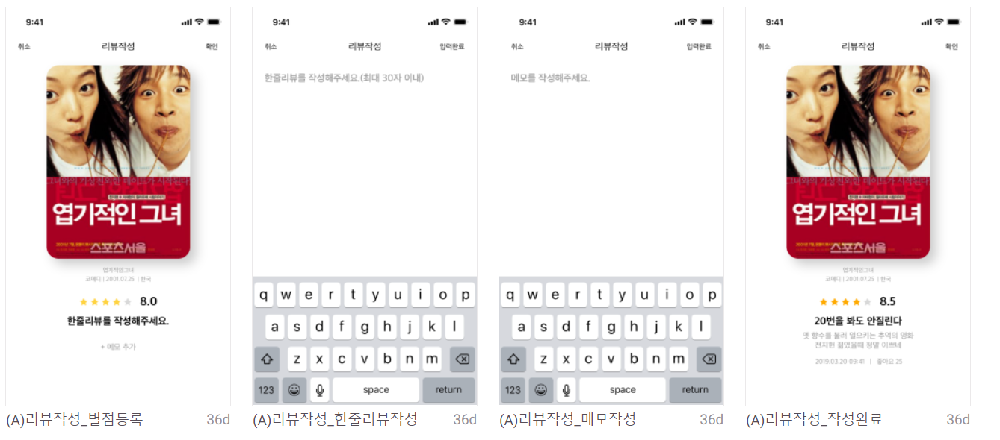 9:41
취소 리뷰작성 확인
그녀와의 기상천외한 데이트가 시작된다
엽기적인 그녀
스포츠서울
엽기적인그녀
코메디 | 2001.07.25 | 한국
8.0
한줄리뷰를 작성해주세요.
+ 메모 추가
(A)리뷰작성_별점등록 36d
9:41
취소 리뷰작성 입력완료
한줄리뷰를 작성해주세요.(최대 30자 이내)
q w e r t y u i o p
a s d f g h j k l
z x c v b n m
123 space return
(A)리뷰작성_한줄리뷰작성 36d
9:41
취소 리뷰작성 입력완료
메모를 작성해주세요.
q w e r t y u i o p
a s d f g h j k l
z x c v b n m
123 space return
(A)리뷰작성_메모작성 36d
9:41
취소 리뷰작성 확인
그녀와의 기상천외한 데이트가 시작된다
엽기적인 그녀
스포츠서울
엽기적인그녀
코메디 | 2001.07.25 | 한국
8.5
20번을 봐도 안질린다
옛 향수를 불러 일으키는 추억의 영화
전지현 젊었을때 정말 이쁘네
2019.03.20 09:41 | 좋아요 25
(A)리뷰작성_작성완료 36d